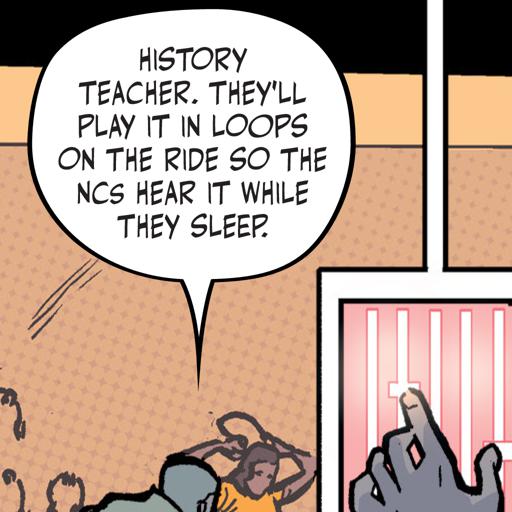 HISTORY
TEACHER. THEY'LL
PLAY IT IN LOOPS
ON THE RIDE SO THE
NCS HEAR IT WHILE
THEY SLEEP.